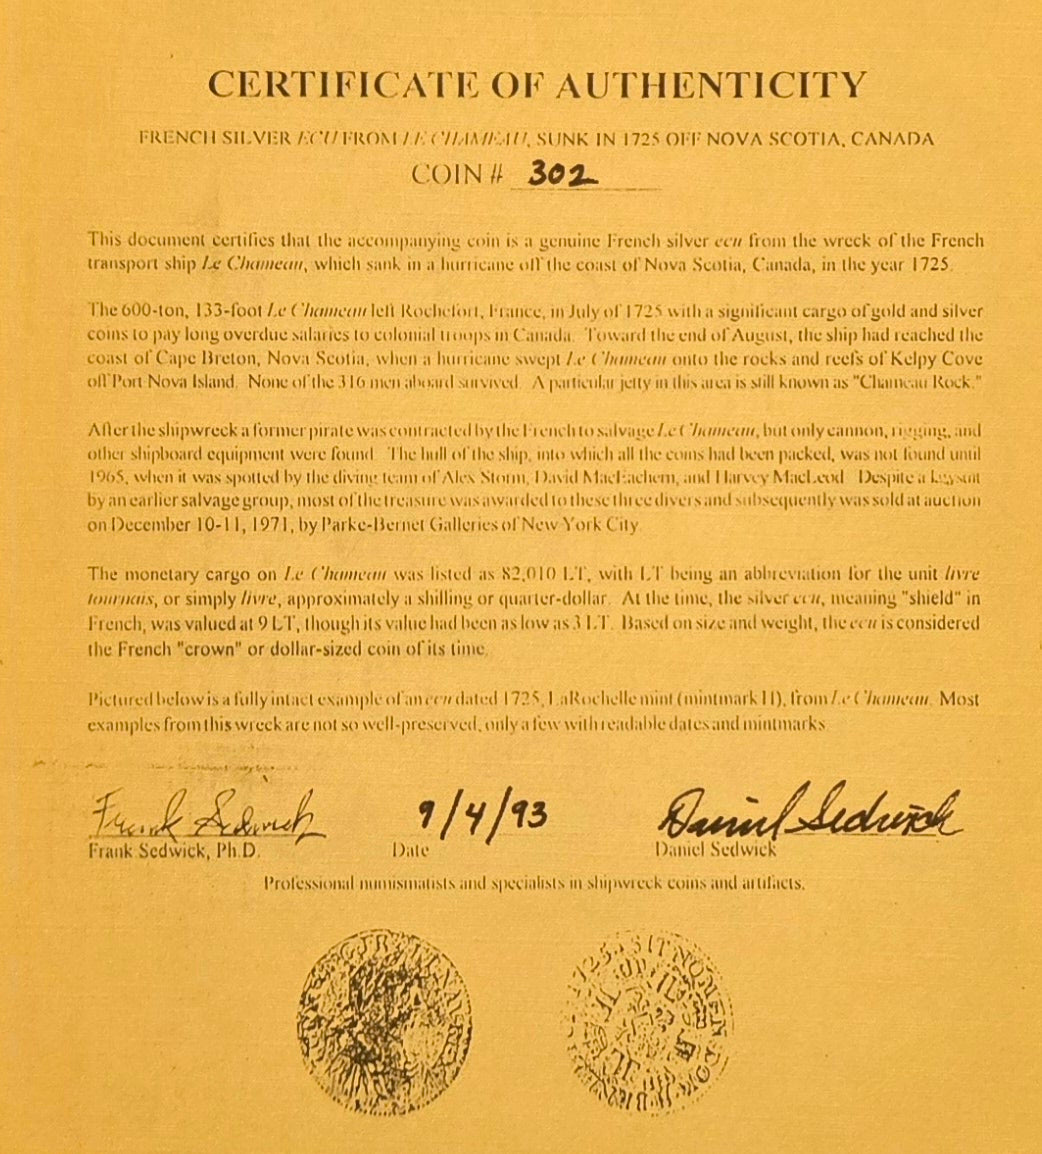 CERTIFICATE OF AUTHENTICITY
FRENCH SILVER ECU FROM LE CHAMEAU, SUNK IN 1725 OFF NOVA SCOTIA, CANADA
COIN # 302
This document certifies that the accompanying coin is a genuine French silver ecu from the wreck of the French
transport ship Le Chameau, which sank in a hurricane off the coast of Nova Scotia, Canada, in the year 1725.
The 600-ton, 133-foot Le Chameau left Rochefort, France, in July of 1725 with a significant cargo of gold and silver
coins to pay long overdue salaries to colonial troops in Canada. Toward the end of August, the ship had reached the
coast of Cape Breton, Nova Scotia, when a hurricane swept Le Chameau onto the rocks and reefs of Kelpy Cove
off Port Nova Island. None of the 316 men aboard survived. A particular jetty in this area is still known as "Chameau Rock."
After the shipwreck a former pirate was contracted by the French to salvage Le Chameau, but only cannon, rigging, and
other shipboard equipment were found. The hull of the ship, into which all the coins had been packed, was not found until
1965, when it was spotted by the diving team of Alex Storm, David MacEachern, and Harvey MacLeod. Despite a lawsuit
by an earlier salvage group, most of the treasure was awarded to these three divers and subsequently was sold at auction
on December 10-11, 1971, by Parke-Bernet Galleries of New York City.
The monetary cargo on Le Chameau was listed as 82,010 LT, with LT being an abbreviation for the unit livre
tournais, or simply livre, approximately a shilling or quarter-dollar. At the time, the silver ecu, meaning "shield" in
French, was valued at 9 LT, though its value had been as low as 3 LT. Based on size and weight, the ecu is considered
the French "crown" or dollar-sized coin of its time.
Pictured below is a fully intact example of an ecu dated 1725, LaRochelle mint (mintmark H), from Le Chameau. Most
examples from this wreck are not so well-preserved, only a few with readable dates and mintmarks.
Frank Sedwick 9/4/93 Daniel Sedwick
Frank Sedwick, Ph.D. Date Daniel Sedwick
Professional numismatists and specialists in shipwreck coins and artifacts.
1725 SIT NOMEN